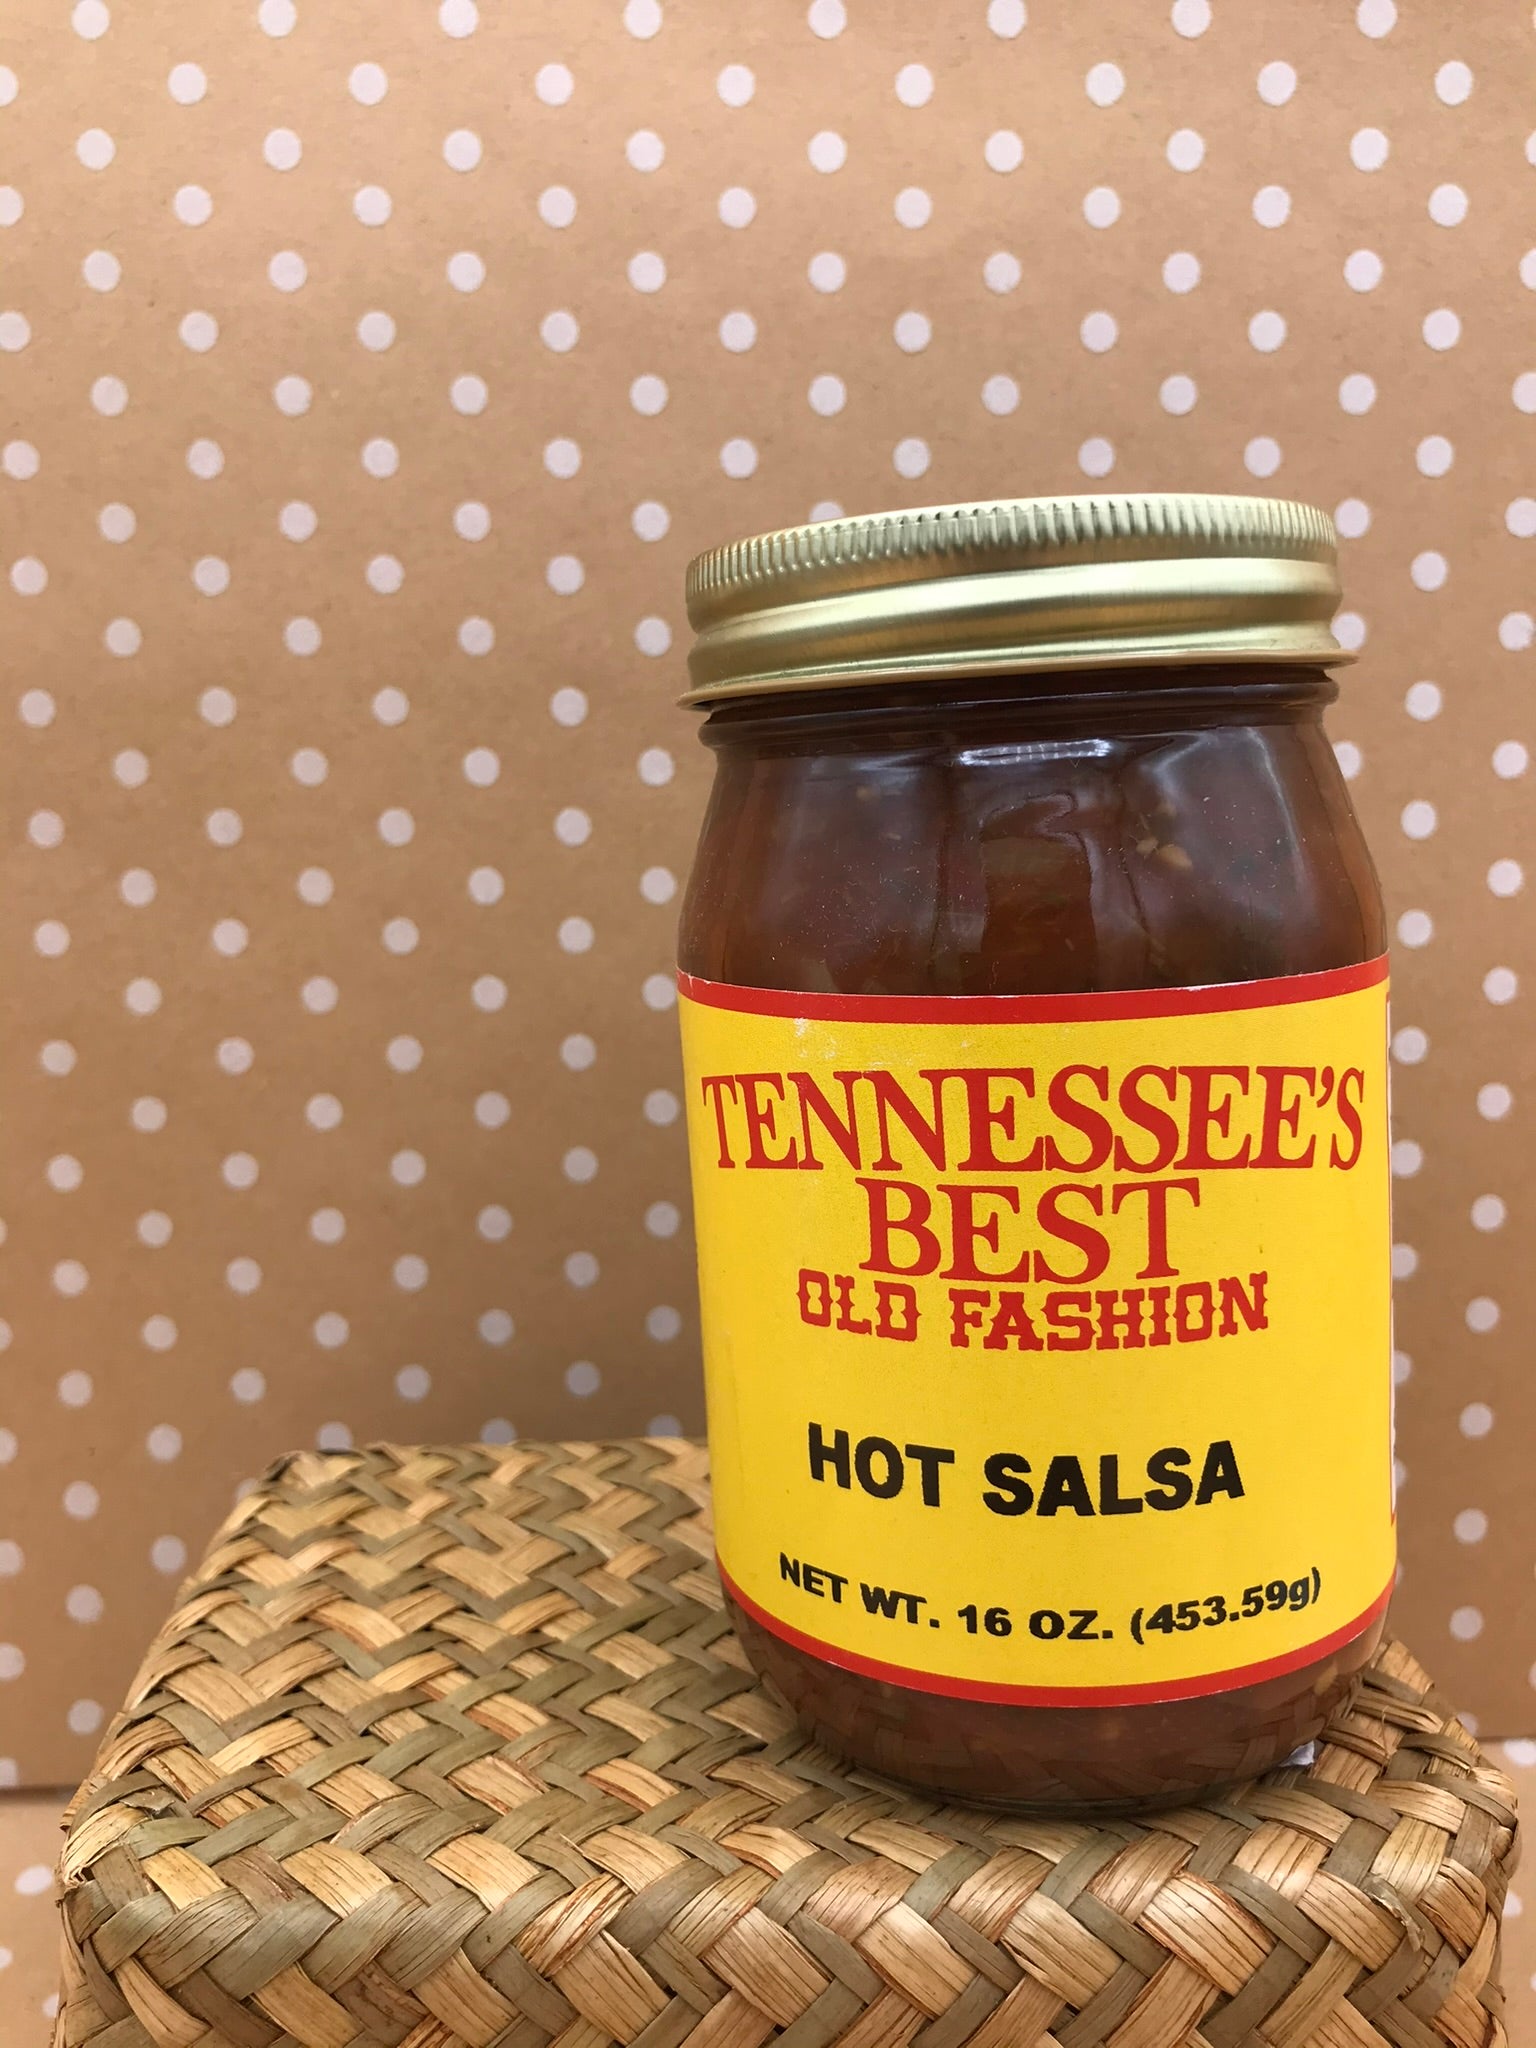 TENNESSEE'S
BEST
OLD FASHION
HOT SALSA
NET WT. 16 OZ. (453.59g)